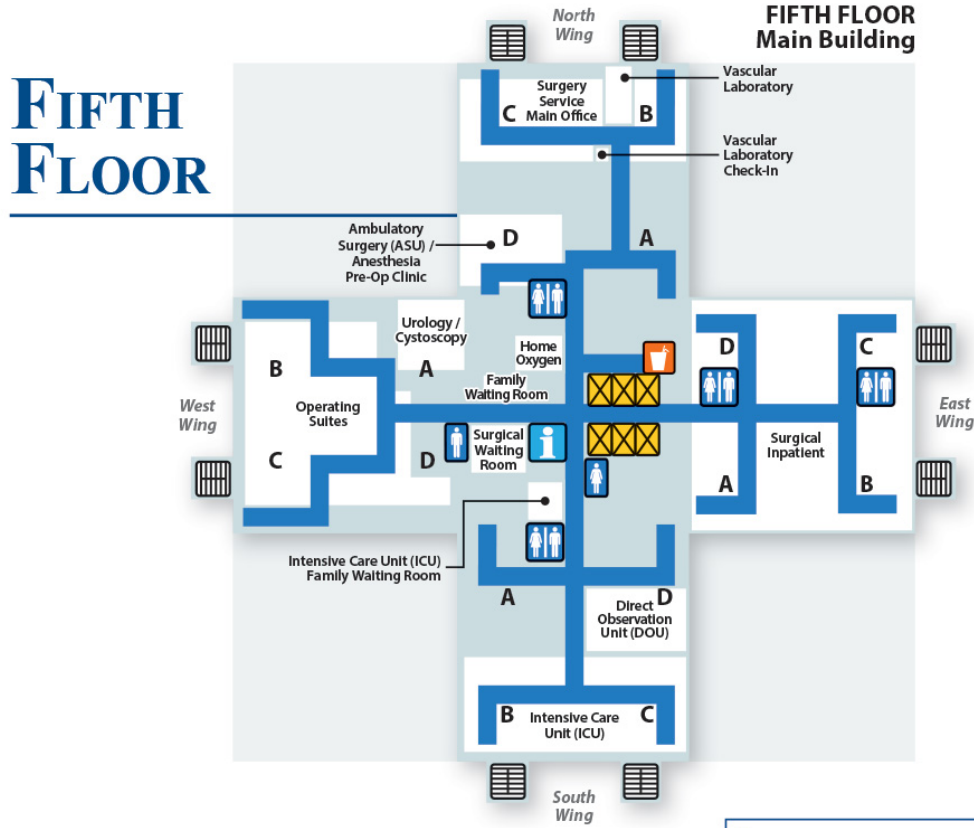 FIFTH FLOOR
Main Building
FIFTH
FLOOR
North
Wing
Vascular
Laboratory
Surgery
Service
Main Office
C
B
Vascular
Laboratory
Check-In
Ambulatory
Surgery (ASU) /
Anesthesia
Pre-Op Clinic
D
A
Urology /
Cystoscopy
A
Home
Oxygen
Family
Waiting Room
B
Operating
Suites
C
D
West
Wing
Surgical
Waiting
Room
i
D
C
Surgical
Inpatient
A
B
East
Wing
Intensive Care Unit (ICU)
Family Waiting Room
A
D
Direct
Observation
Unit (DOU)
B
Intensive Care
Unit (ICU)
C
South
Wing